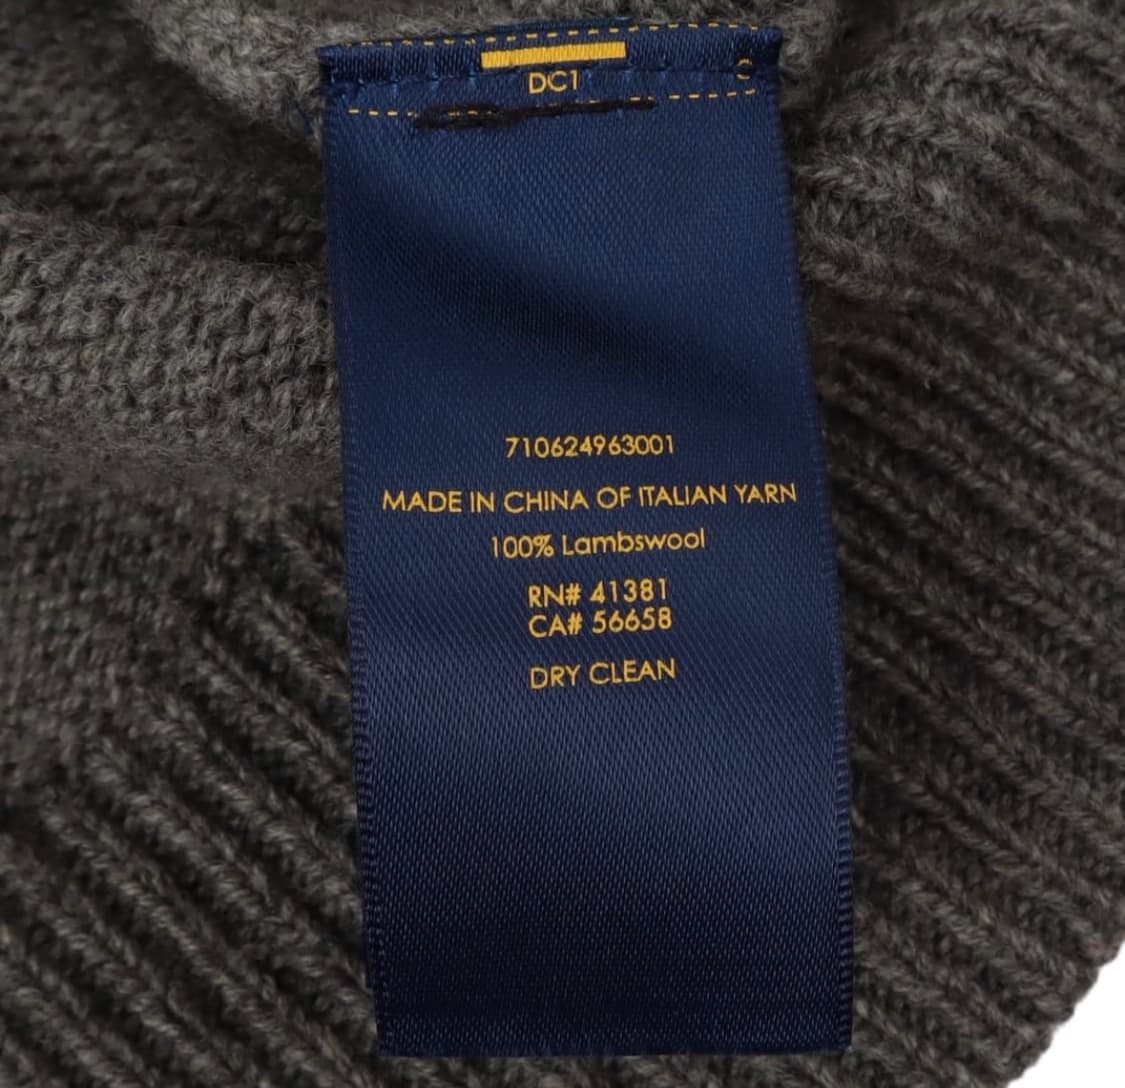 DC1
710624963001
MADE IN CHINA OF ITALIAN YARN
100% Lambswool
RN# 41381
CA# 56658
DRY CLEAN